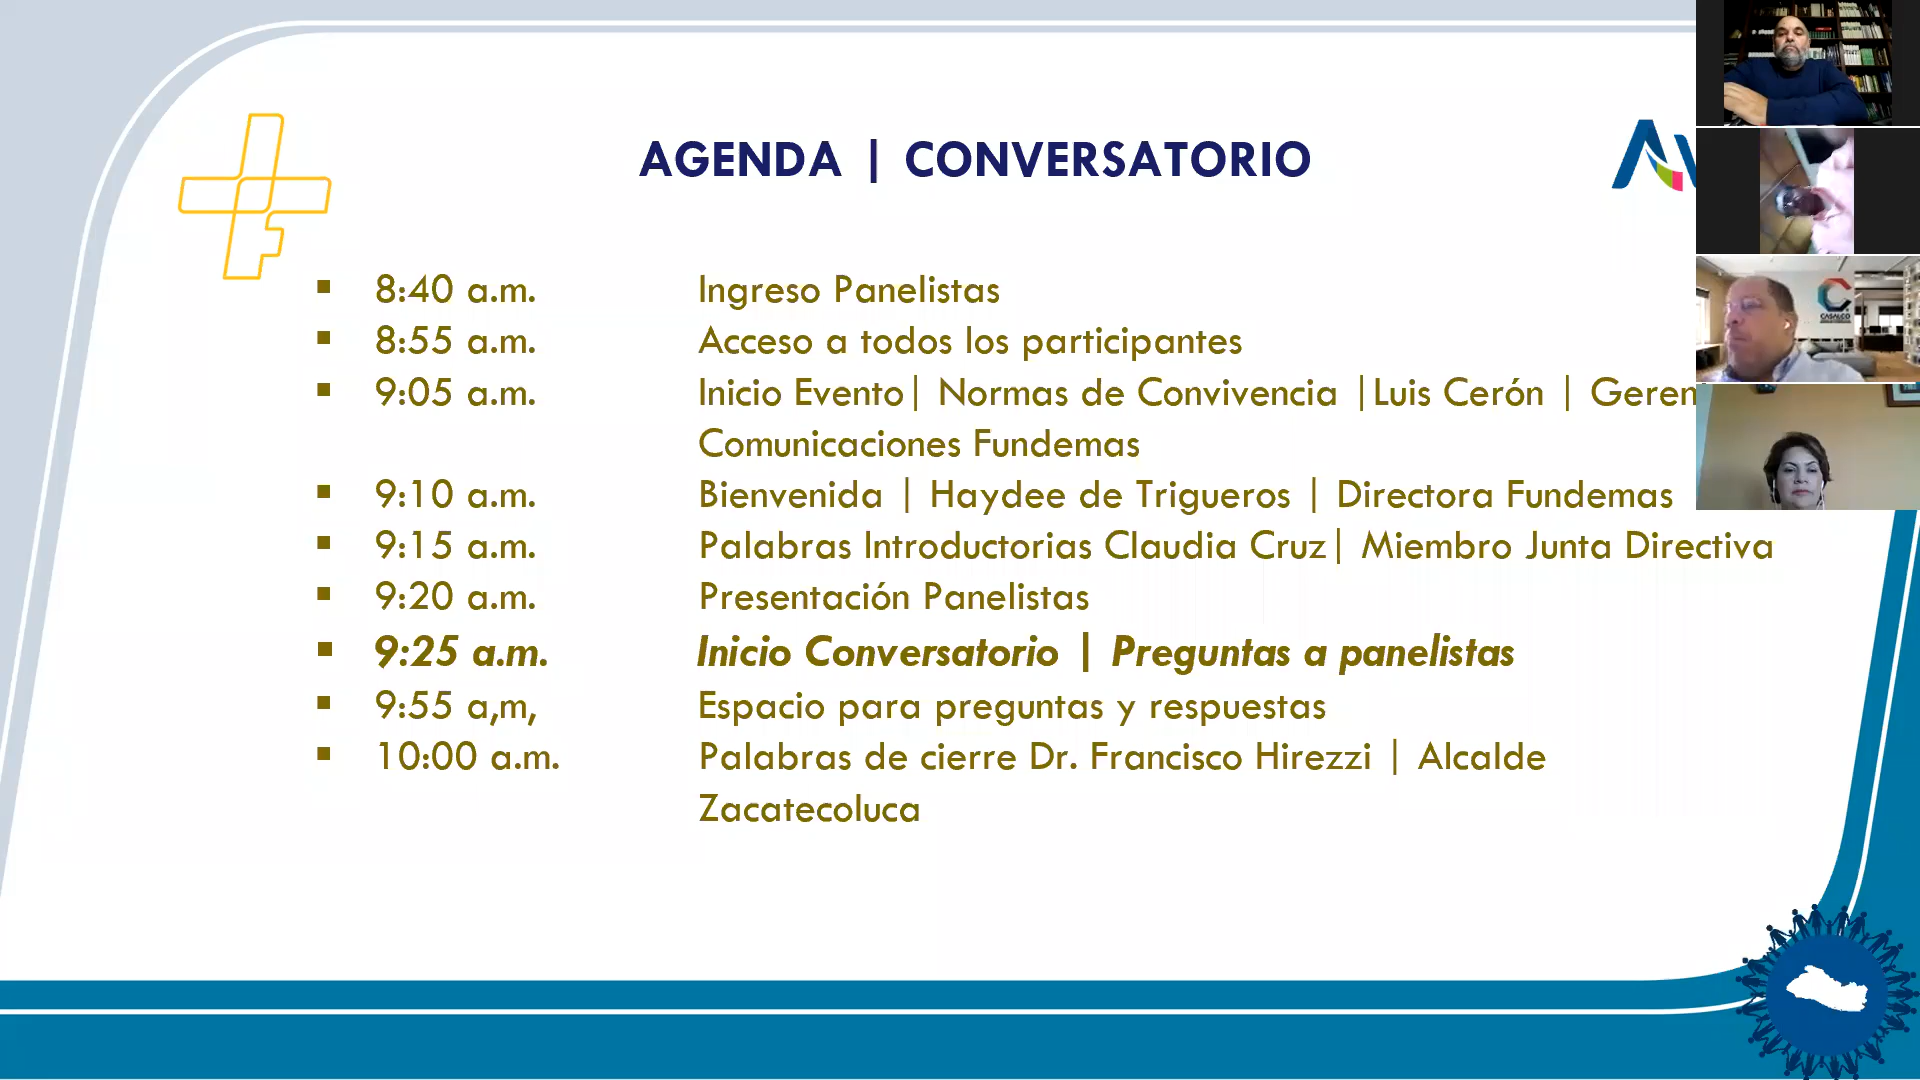 AGENDA | CONVERSATORIO
▪ 8:40 a.m. Ingreso Panelistas
▪ 8:55 a.m. Acceso a todos los participantes
▪ 9:05 a.m. Inicio Evento| Normas de Convivencia |Luis Cerón | Geren
Comunicaciones Fundemas
▪ 9:10 a.m. Bienvenida | Haydee de Trigueros | Directora Fundemas
▪ 9:15 a.m. Palabras Introductorias Claudia Cruz| Miembro Junta Directiva
▪ 9:20 a.m. Presentación Panelistas
▪ 9:25 a.m. Inicio Conversatorio | Preguntas a panelistas
▪ 9:55 a,m, Espacio para preguntas y respuestas
▪ 10:00 a.m. Palabras de cierre Dr. Francisco Hirezzi | Alcalde
Zacatecoluca
CASALCO